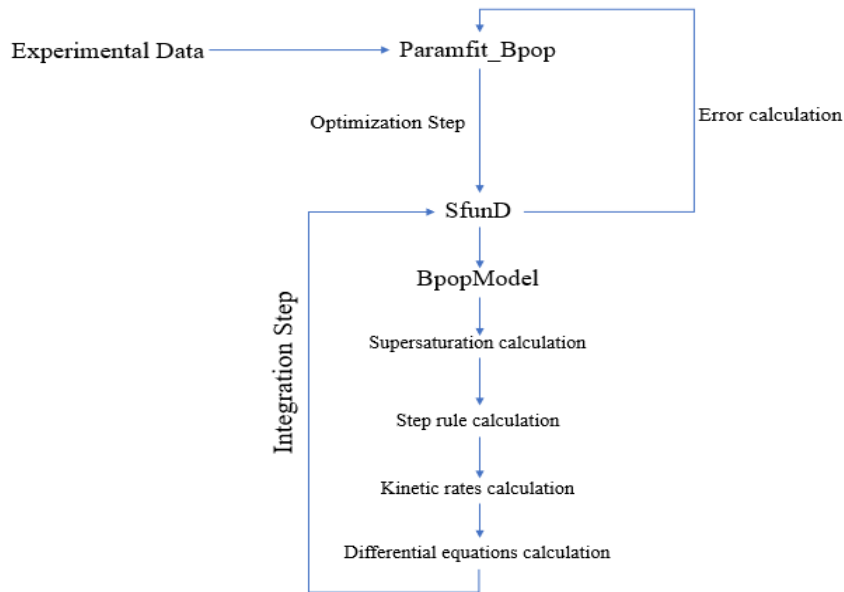 Experimental Data
Paramfit_Bpop
Optimization Step
Error calculation
SfunD
BpopModel
Integration Step
Supersaturation calculation
Step rule calculation
Kinetic rates calculation
Differential equations calculation